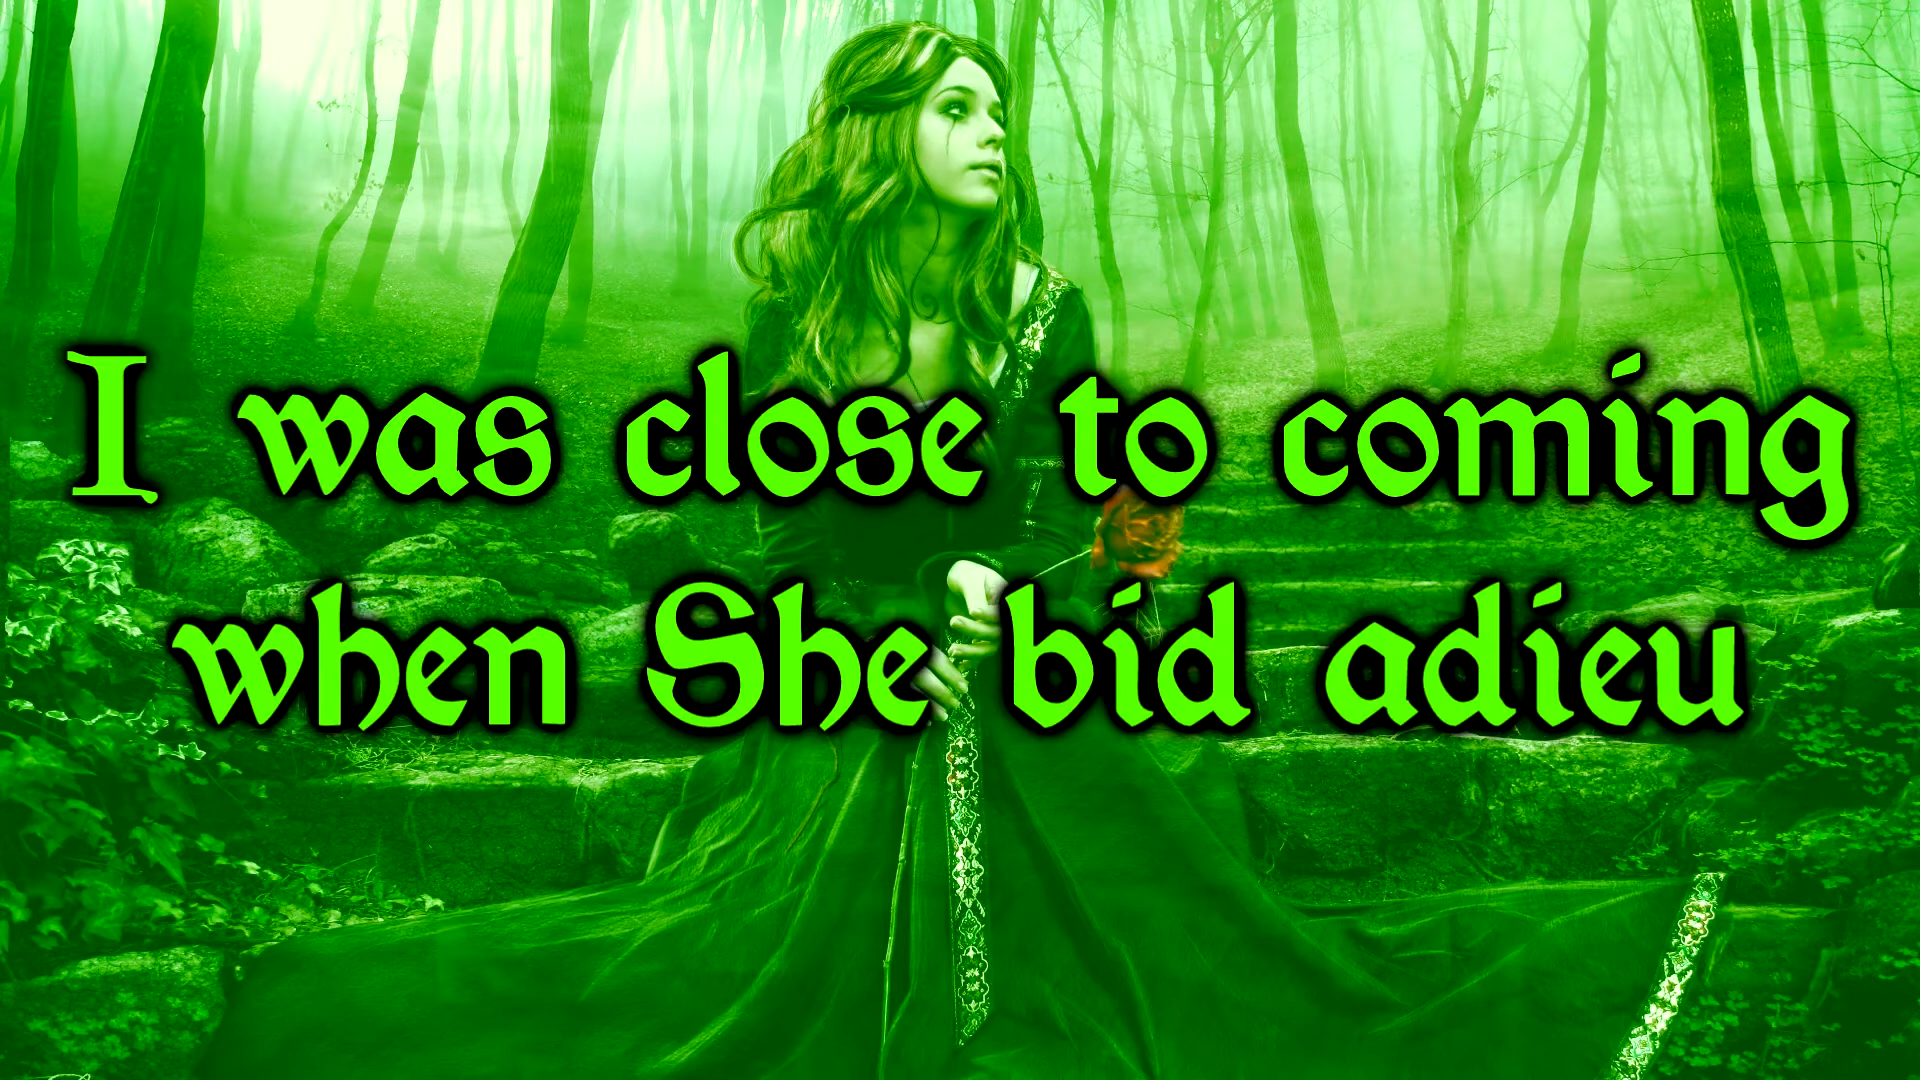 I was close to coming
when She bid adieu